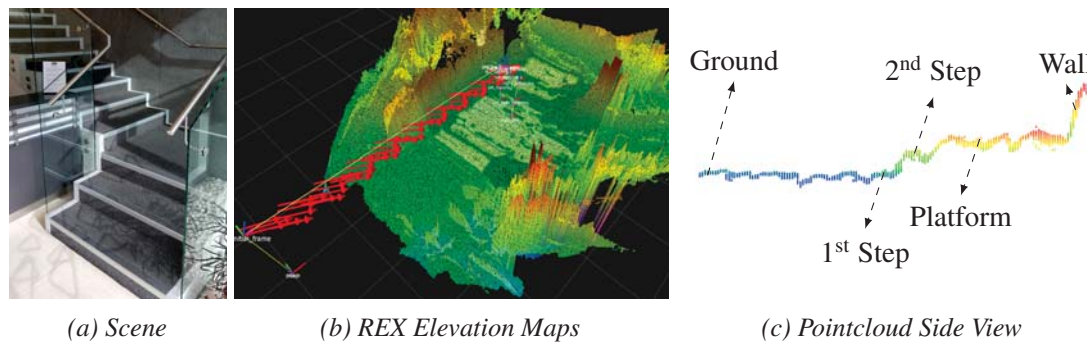 Ground
2nd Step
Wall
Platform
1st Step
(a) Scene
(b) REX Elevation Maps
(c) Pointcloud Side View